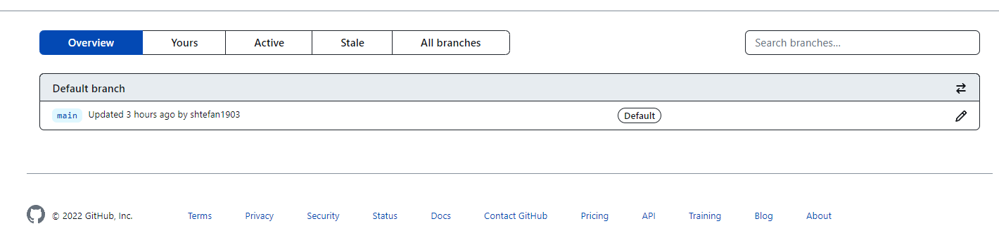 Overview Yours Active Stale All branches Search branches...
Default branch
main Updated 3 hours ago by shtefan1903 Default
© 2022 GitHub, Inc. Terms Privacy Security Status Docs Contact GitHub Pricing API Training Blog About